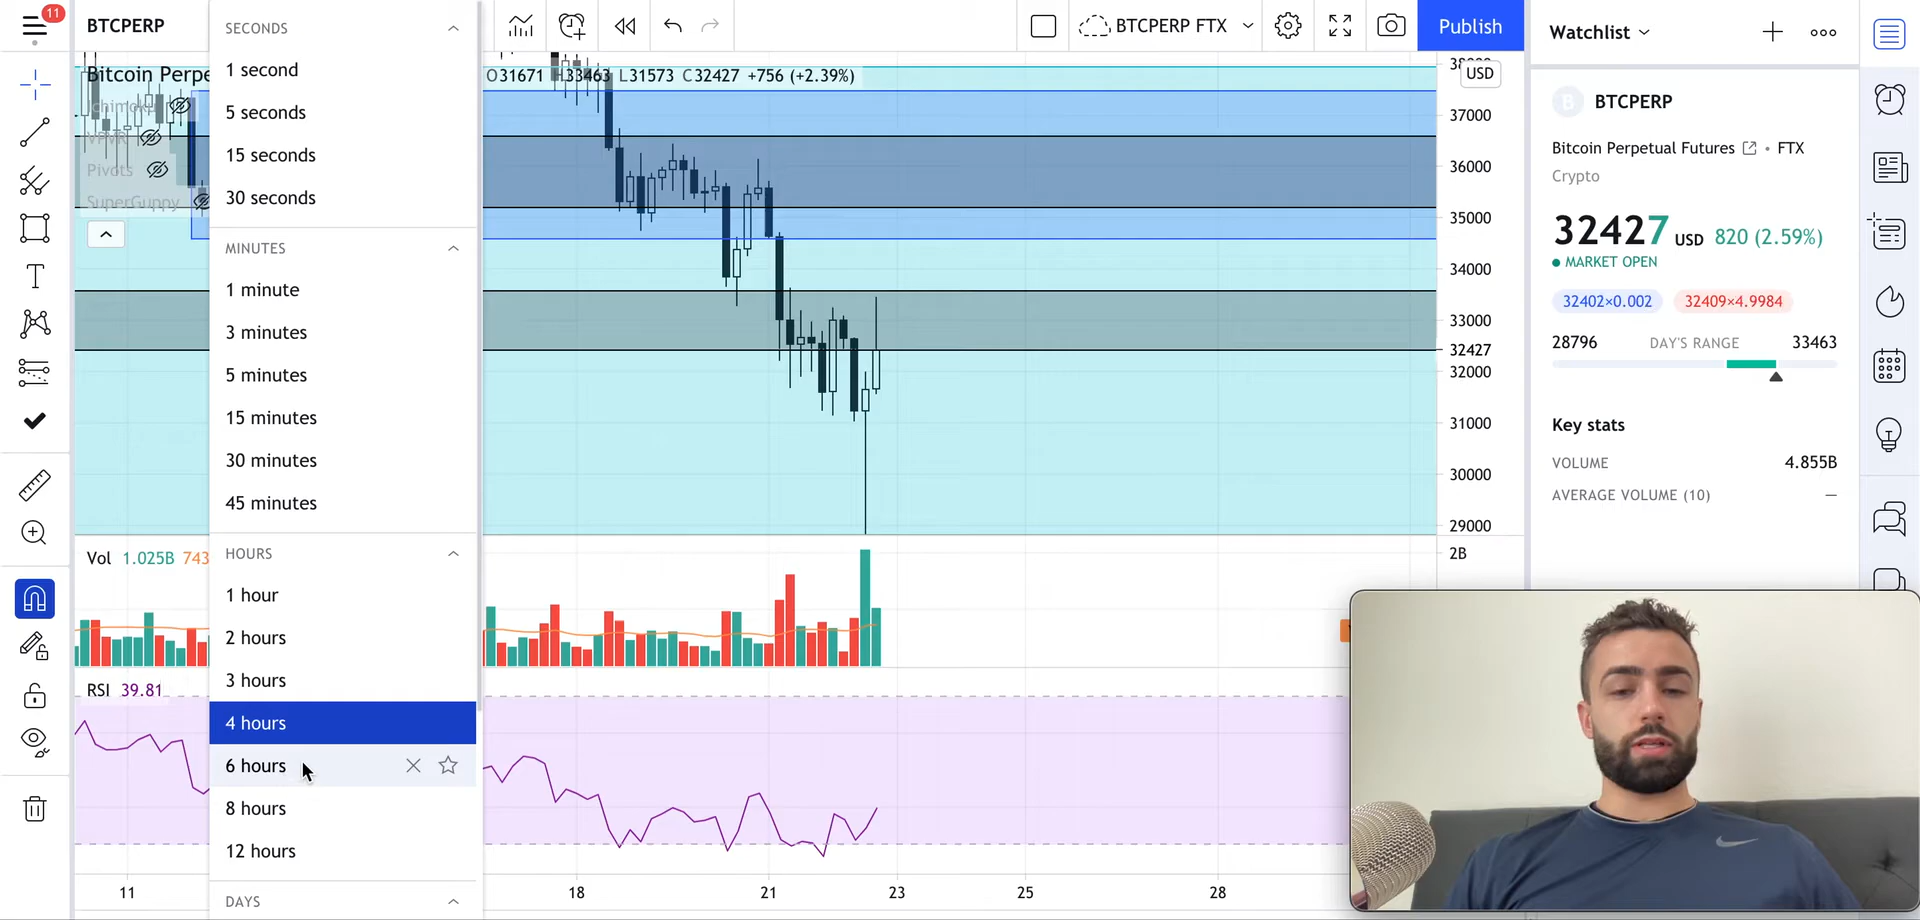 11
BTCPERP
BTCPERP FTX
Publish
Watchlist
SECONDS
1 second
5 seconds
15 seconds
30 seconds
MINUTES
1 minute
3 minutes
5 minutes
15 minutes
30 minutes
45 minutes
HOURS
1 hour
2 hours
3 hours
4 hours
6 hours
8 hours
12 hours
DAYS
Bitcoin Perpe
O31671 H33463 L31573 C32427 +756 (+2.39%)
Ichimoku
VPVR
Pivots
SuperGuppy
USD
37000
36000
35000
34000
33000
32427
32000
31000
30000
29000
Vol 1.025B 743
2B
RSI 39.81
11
18
21
23
25
28
BTCPERP
Bitcoin Perpetual Futures • FTX
Crypto
32427 USD 820 (2.59%)
MARKET OPEN
32402×0.002 32409×4.9984
28796 DAY'S RANGE 33463
Key stats
VOLUME 4.855B
AVERAGE VOLUME (10) —